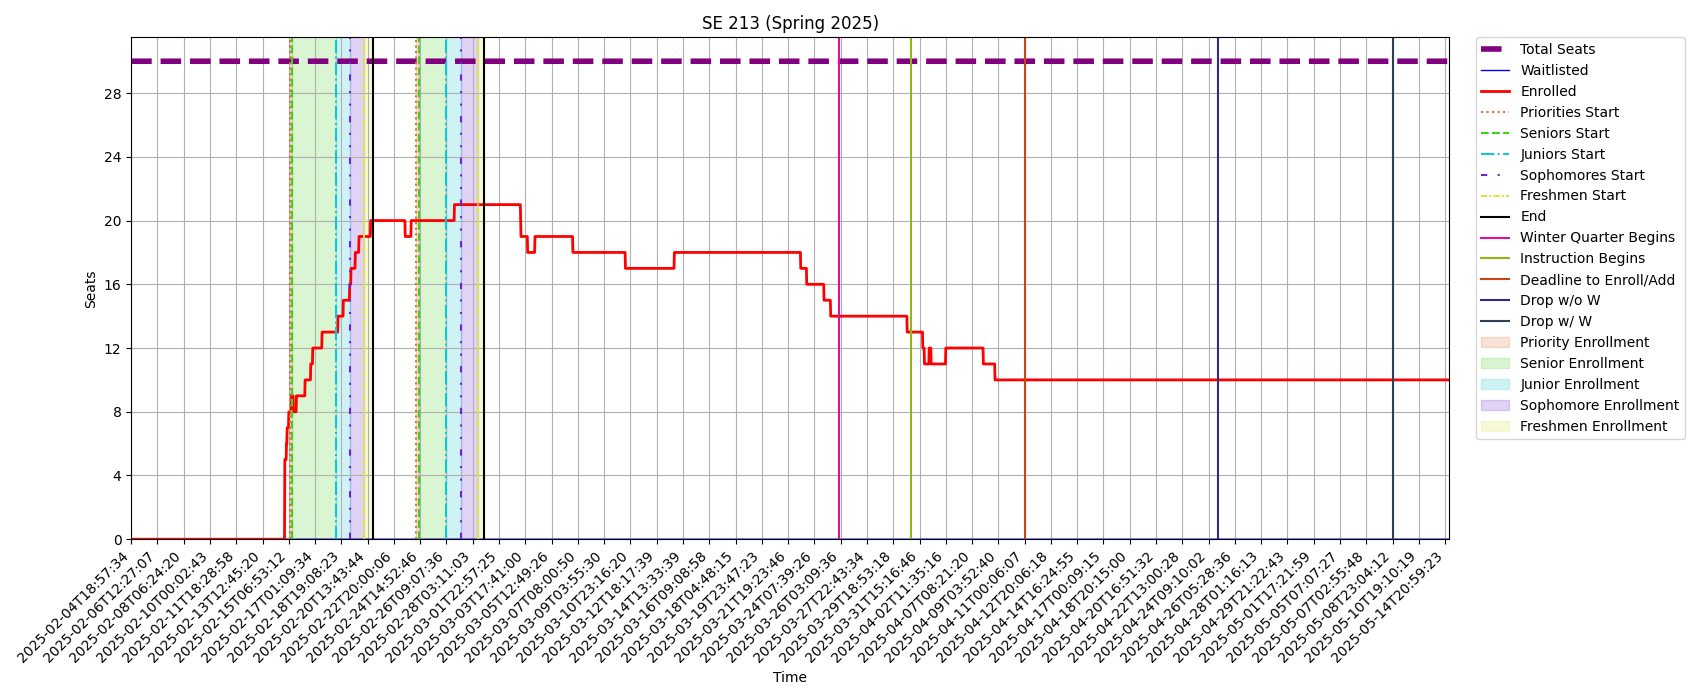 SE 213 (Spring 2025)
Seats
28
24
20
16
12
8
4
0
2025-02-04T18:57:34
2025-02-06T12:27:07
2025-02-08T06:24:20
2025-02-10T00:02:43
2025-02-11T18:28:58
2025-02-13T12:45:20
2025-02-15T06:53:12
2025-02-17T01:09:34
2025-02-18T19:08:23
2025-02-20T13:43:44
2025-02-22T20:00:06
2025-02-24T14:52:46
2025-02-26T09:07:36
2025-02-28T03:11:03
2025-03-01T22:57:25
2025-03-03T17:41:00
2025-03-05T12:49:26
2025-03-07T08:00:50
2025-03-09T03:55:30
2025-03-10T23:16:20
2025-03-12T18:17:39
2025-03-14T13:33:39
2025-03-16T09:08:58
2025-03-18T04:48:15
2025-03-19T23:47:23
2025-03-21T19:23:46
2025-03-24T07:39:26
2025-03-26T03:09:36
2025-03-27T22:43:34
2025-03-29T18:53:18
2025-03-31T15:16:46
2025-04-02T11:35:16
2025-04-07T08:21:20
2025-04-09T03:52:40
2025-04-11T00:06:07
2025-04-12T20:06:18
2025-04-14T16:24:55
2025-04-17T00:09:15
2025-04-18T20:15:00
2025-04-20T16:51:32
2025-04-22T13:00:28
2025-04-24T09:10:02
2025-04-26T05:28:36
2025-04-28T01:16:13
2025-04-29T21:22:43
2025-05-01T17:21:59
2025-05-05T07:07:27
2025-05-07T02:55:48
2025-05-08T23:04:12
2025-05-10T19:10:19
2025-05-14T20:59:23
Time
Total Seats
Waitlisted
Enrolled
Priorities Start
Seniors Start
Juniors Start
Sophomores Start
Freshmen Start
End
Winter Quarter Begins
Instruction Begins
Deadline to Enroll/Add
Drop w/o W
Drop w/ W
Priority Enrollment
Senior Enrollment
Junior Enrollment
Sophomore Enrollment
Freshmen Enrollment